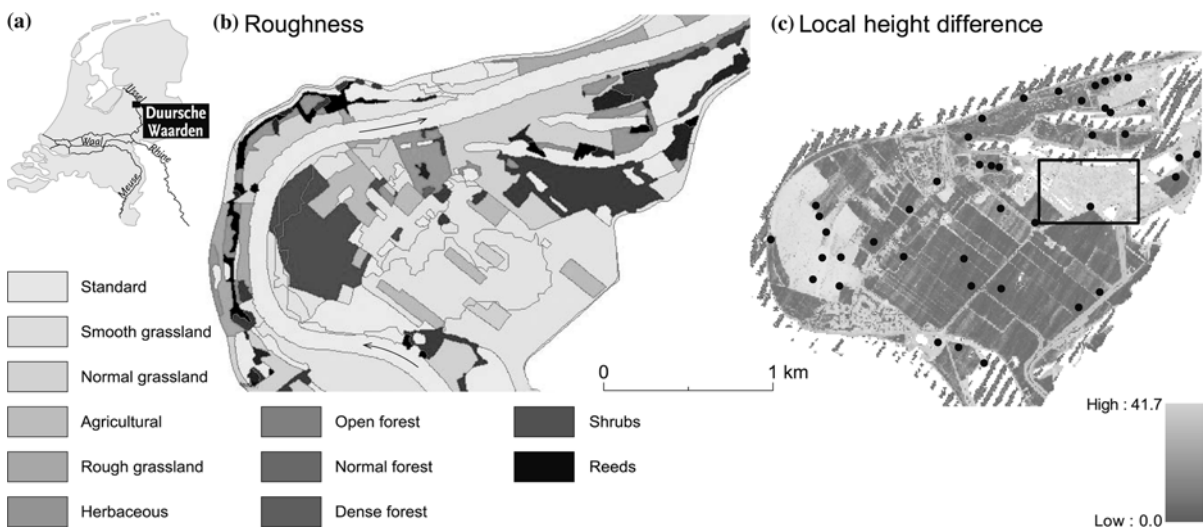 (a)
(b) Roughness
(c) Local height difference
IJssel
Duursche
Waarden
Waal
Rhine
Meuse
Standard
Smooth grassland
Normal grassland
Agricultural
Rough grassland
Herbaceous
Open forest
Normal forest
Dense forest
Shrubs
Reeds
0 1 km
High : 41.7
Low : 0.0